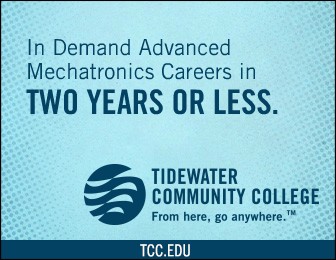 In Demand Advanced
Mechatronics Careers in
TWO YEARS OR LESS.
TIDEWATER
COMMUNITY COLLEGE
From here, go anywhere.™
TCC.EDU